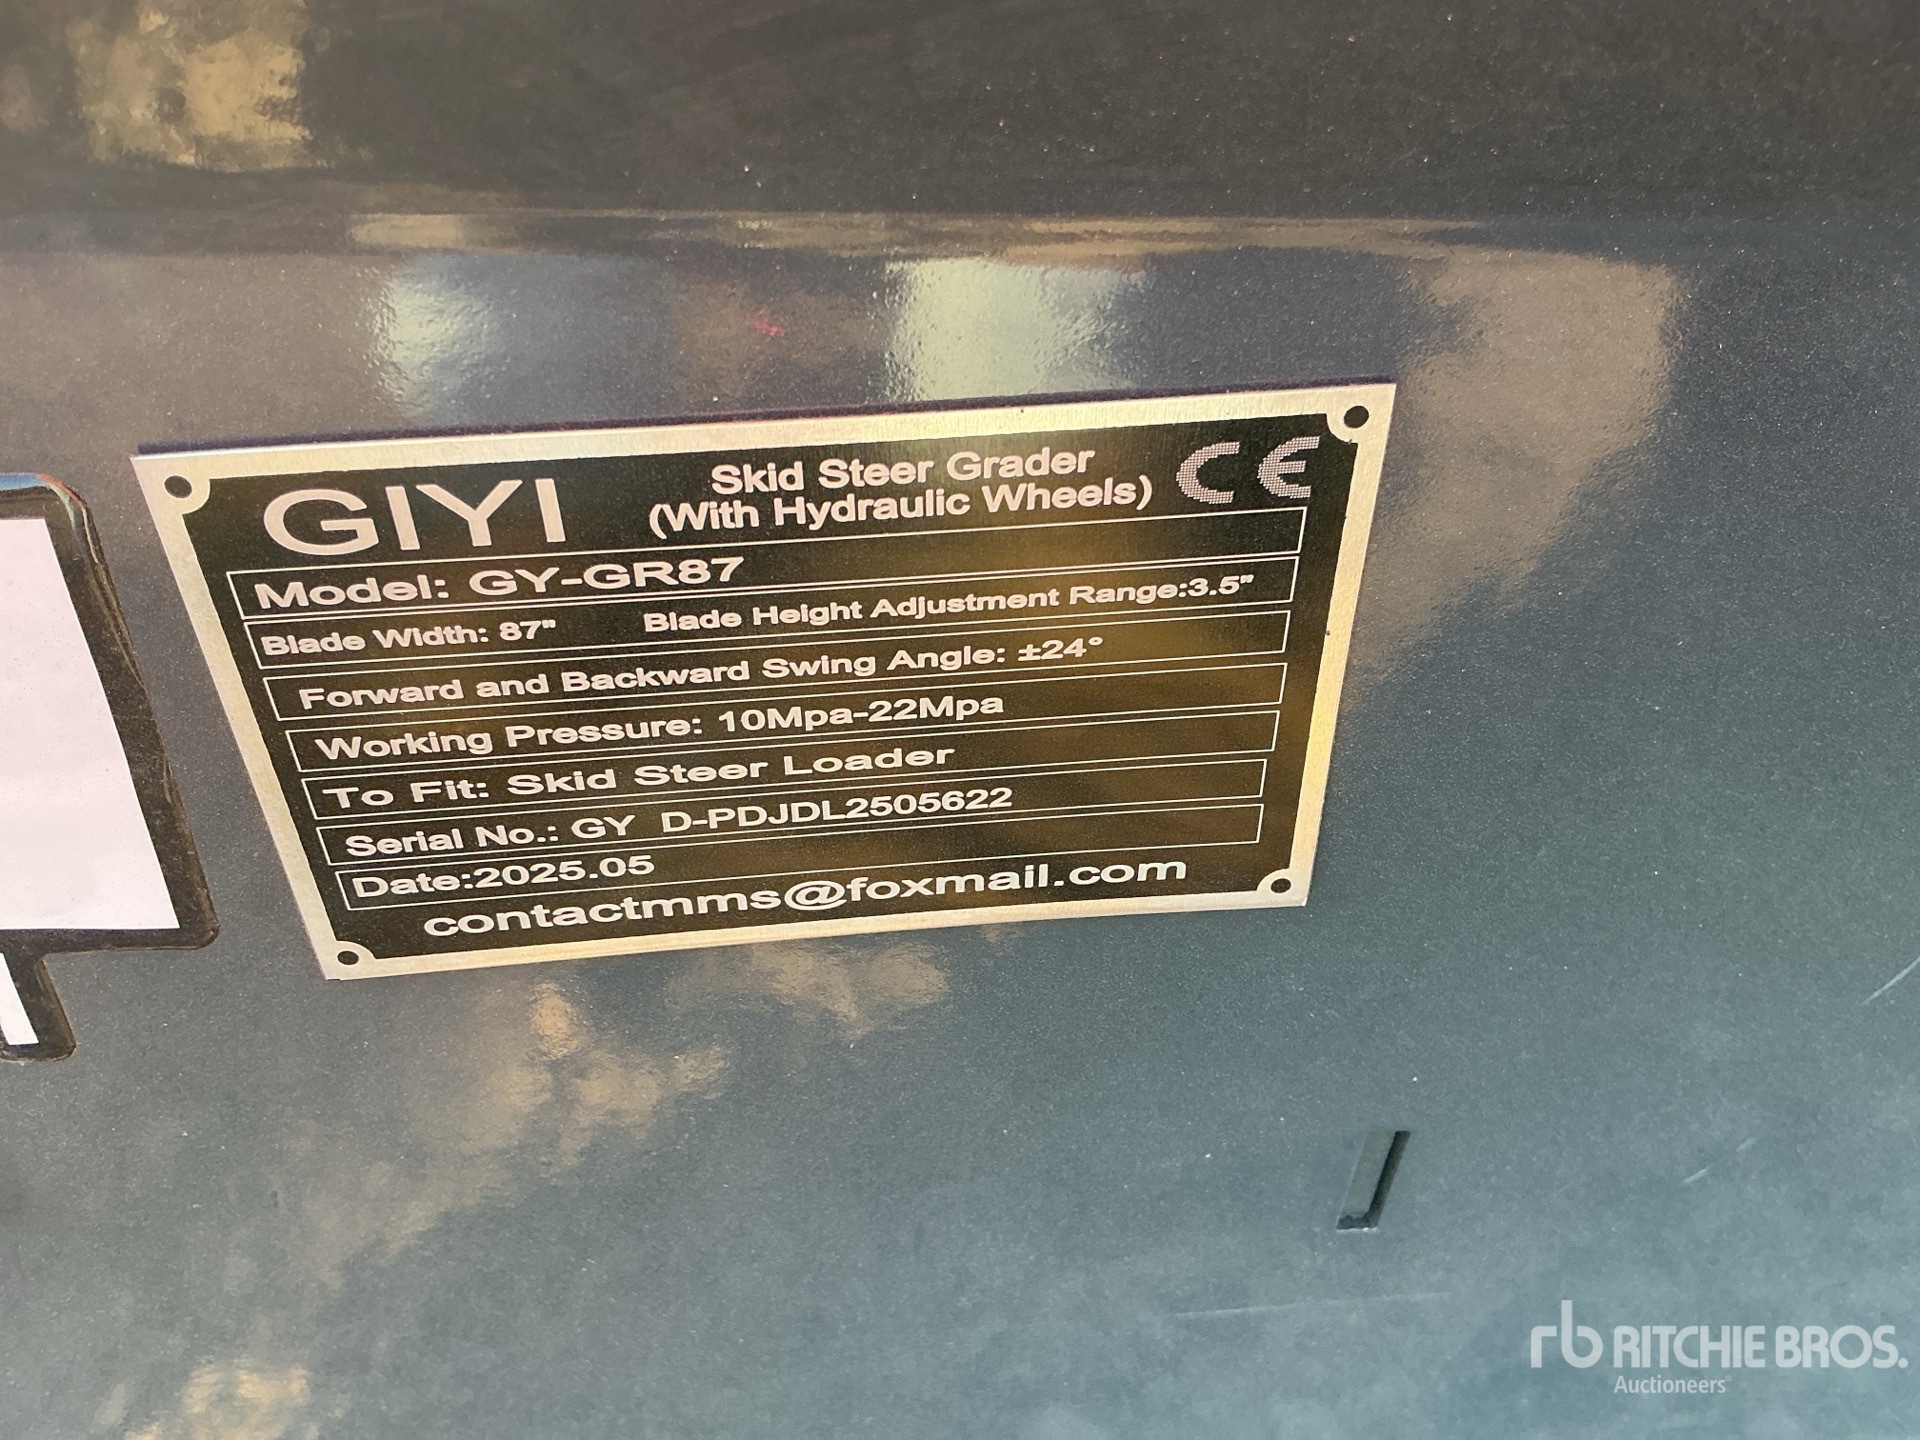 GIYI
Skid Steer Grader
(With Hydraulic Wheels)
CE
Model: GY-GR87
Blade Width: 87" Blade Height Adjustment Range:3.5"
Forward and Backward Swing Angle: ±24°
Working Pressure: 10Mpa-22Mpa
To Fit: Skid Steer Loader
Serial No.: GY D-PDJDL2505622
Date:2025.05
contactmms@foxmail.com
rb RITCHIE BROS.
Auctioneers